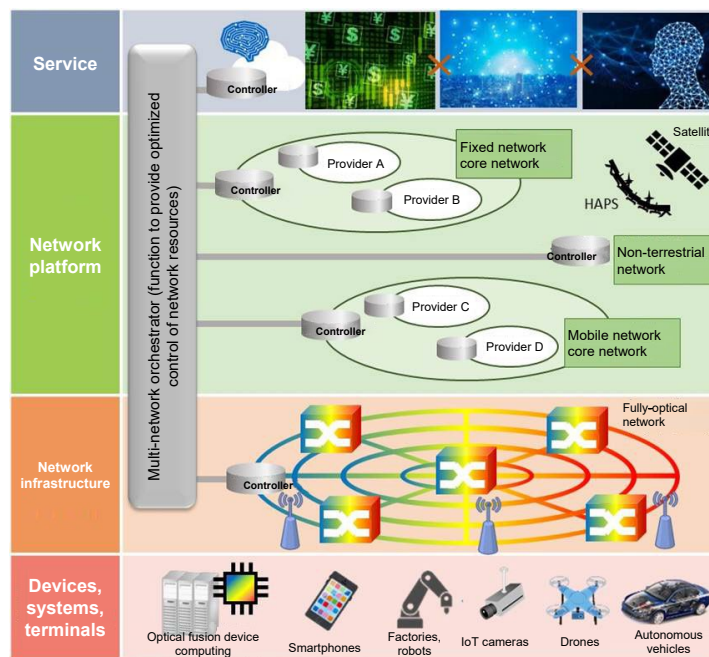 Service
Controller
Multi-network orchestrator (function to provide optimized
control of network resources)
Network
platform
Controller
Provider A
Provider B
Fixed network
core network
Satellit
HAPS
Controller
Non-terrestrial
network
Controller
Provider C
Provider D
Mobile network
core network
Network
infrastructure
Controller
Fully-optical
network
Devices,
systems,
terminals
Optical fusion device
computing
Smartphones
Factories,
robots
IoT cameras
Drones
Autonomous
vehicles